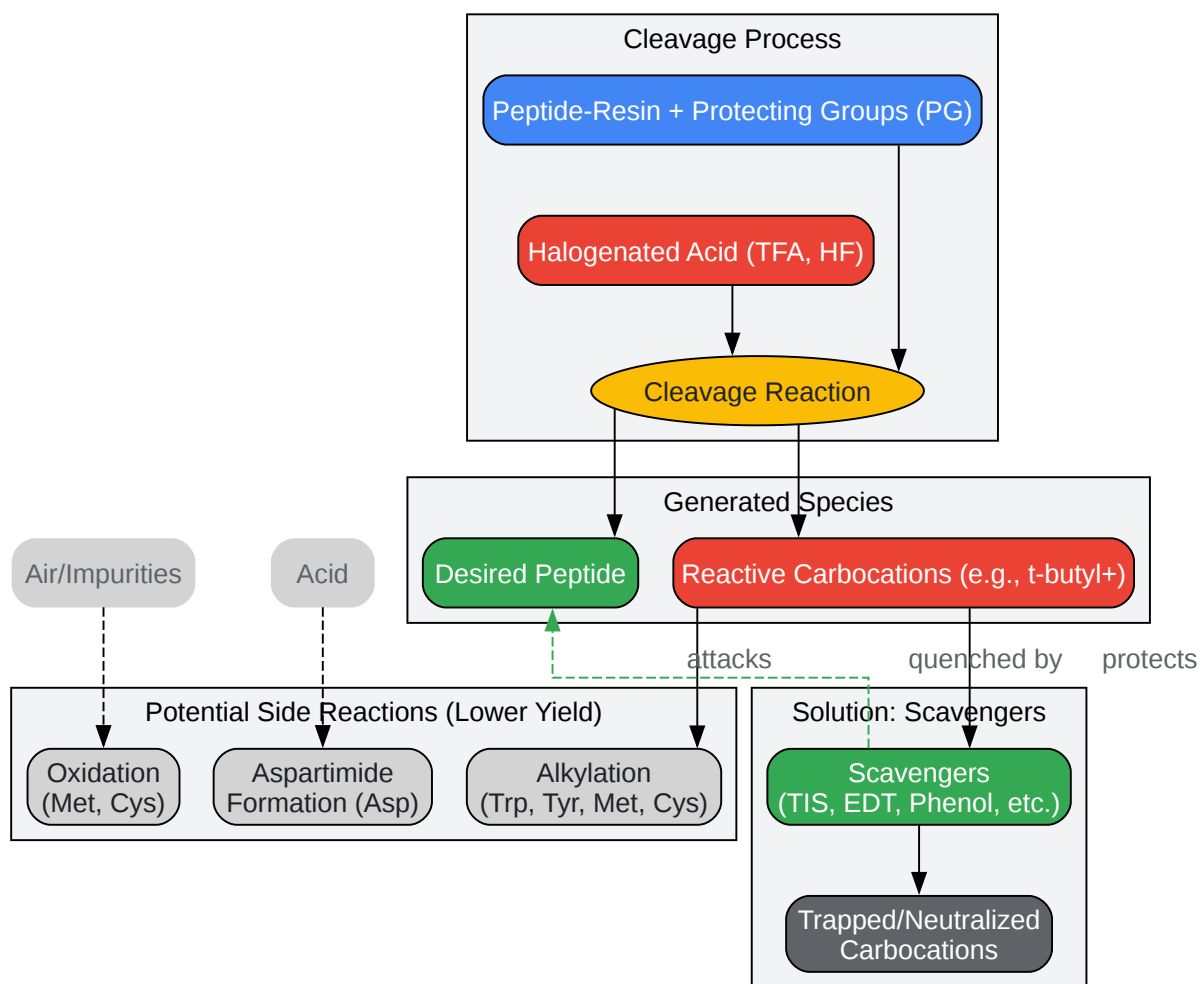 Cleavage Process
Peptide-Resin + Protecting Groups (PG)
Halogenated Acid (TFA, HF)
Cleavage Reaction
Generated Species
Air/Impurities
Acid
Desired Peptide
Reactive Carbocations (e.g., t-butyl+)
attacks
quenched by
protects
Potential Side Reactions (Lower Yield)
Solution: Scavengers
Oxidation
(Met, Cys)
Aspartimide
Formation (Asp)
Alkylation
(Trp, Tyr, Met, Cys)
Scavengers
(TIS, EDT, Phenol, etc.)
Trapped/Neutralized
Carbocations